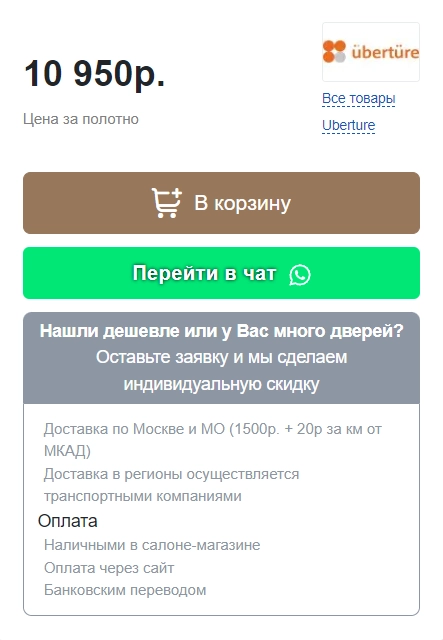 10 950р.
Цена за полотно
übertüre
Все товары
Uberture
В корзину
Перейти в чат
Нашли дешевле или у Вас много дверей?
Оставьте заявку и мы сделаем
индивидуальную скидку
Доставка по Москве и МО (1500р. + 20р за км от
МКАД)
Доставка в регионы осуществляется
транспортными компаниями
Оплата
Наличными в салоне-магазине
Оплата через сайт
Банковским переводом